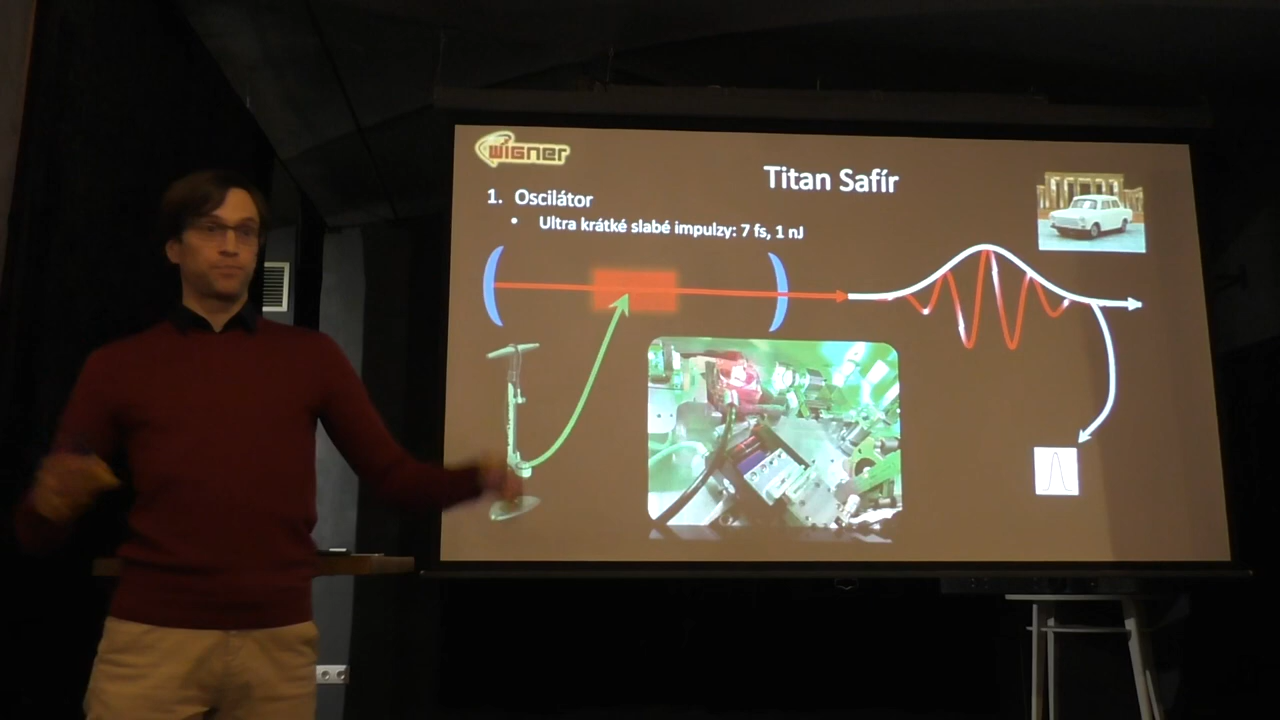 wigner
Titan Safír
1. Oscilátor
• Ultra krátké slabé impulzy: 7 fs, 1 nJ